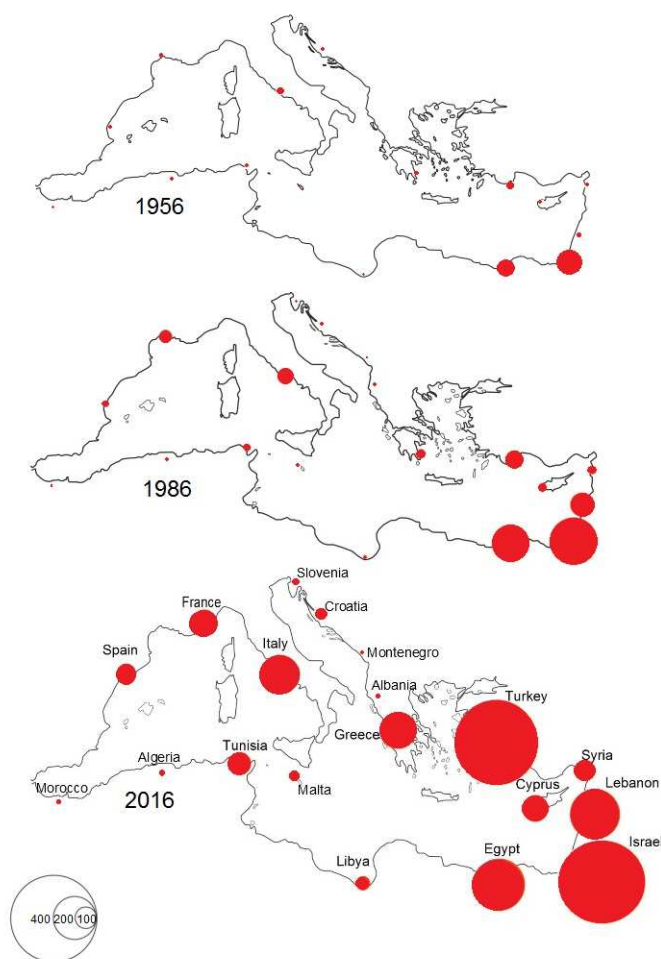 1956
1986
Slovenia
France
Croatia
Italy
Spain
Montenegro
Albania
Turkey
Greece
Tunisia
Algeria
Syria
Morocco
Malta
Cyprus
Lebanon
2016
Israel
Egypt
Libya
400 200 100